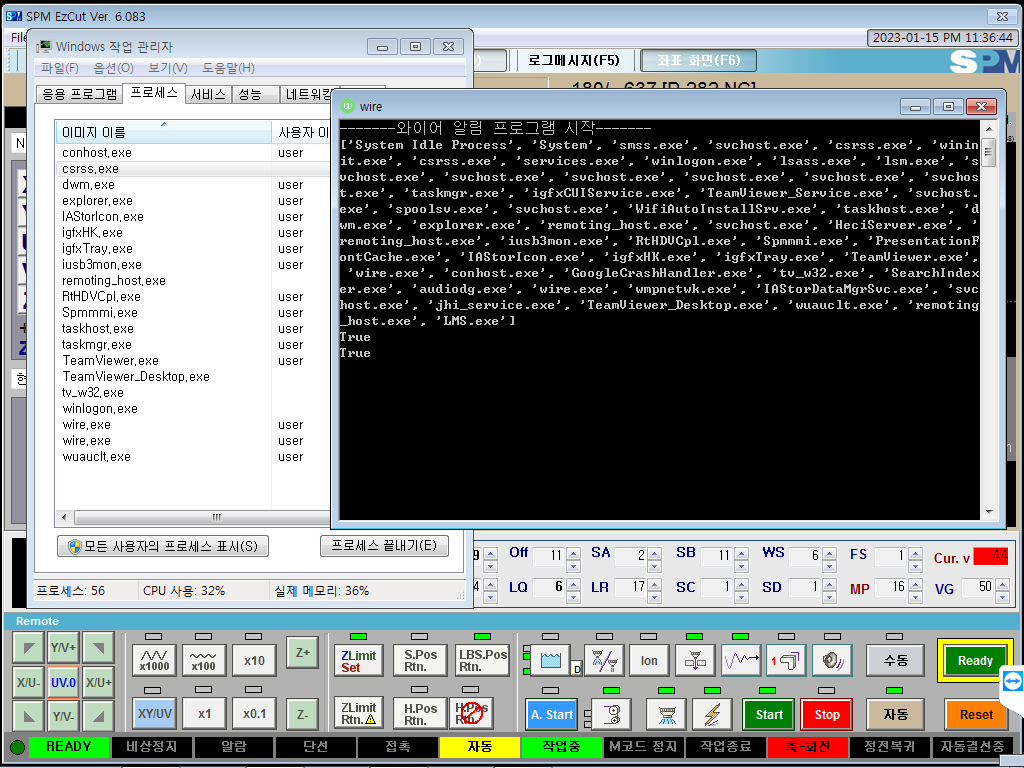 SPM EzCut Ver. 6.083
File
2023-01-15 PM 11:36:44
로그메시지(F5)
좌표 화면(F6)
SPM
Windows 작업 관리자
파일(F) 옵션(O) 보기(V) 도움말(H)
응용 프로그램 프로세스 서비스 성능 네트워킹
이미지 이름 사용자 이
conhost.exe user
csrss.exe
dwm.exe user
explorer.exe user
IAStorIcon.exe user
igfxHK.exe user
igfxTray.exe user
iusb3mon.exe user
remoting_host.exe
RtHDVCpl.exe user
Spmmmi.exe user
taskhost.exe user
taskmgr.exe user
TeamViewer.exe user
TeamViewer_Desktop.exe
tv_w32.exe
winlogon.exe
wire.exe user
wire.exe user
wuauclt.exe user
모든 사용자의 프로세스 표시(S) 프로세스 끝내기(E)
프로세스: 56 CPU 사용: 32% 실제 메모리: 36%
wire
-------와이어 알림 프로그램 시작-------
['System Idle Process', 'System', 'smss.exe', 'svchost.exe', 'csrss.exe', 'winin
it.exe', 'csrss.exe', 'services.exe', 'winlogon.exe', 'lsass.exe', 'lsm.exe', 's
vchost.exe', 'svchost.exe', 'svchost.exe', 'svchost.exe', 'svchost.exe', 'svchos
t.exe', 'taskmgr.exe', 'igfxCUIService.exe', 'TeamViewer_Service.exe', 'svchost.
exe', 'spoolsv.exe', 'svchost.exe', 'WifiAutoInstallSrv.exe', 'taskhost.exe', 'd
wm.exe', 'explorer.exe', 'remoting_host.exe', 'svchost.exe', 'HeciServer.exe', '
remoting_host.exe', 'iusb3mon.exe', 'RtHDVCpl.exe', 'Spmmmi.exe', 'PresentationF
ontCache.exe', 'IAStorIcon.exe', 'igfxHK.exe', 'igfxTray.exe', 'TeamViewer.exe',
 'wire.exe', 'conhost.exe', 'GoogleCrashHandler.exe', 'tv_w32.exe', 'SearchIndex
er.exe', 'audiodg.exe', 'wire.exe', 'wmpnetwk.exe', 'IAStorDataMgrSvc.exe', 'svc
host.exe', 'jhi_service.exe', 'TeamViewer_Desktop.exe', 'wuauclt.exe', 'remoting
_host.exe', 'LMS.exe']
True
True
Off 11 SA 2 SB 11 WS 6 FS 1 Cur. v 44
LQ 6 LR 17 SC 1 SD 1 MP 16 VG 50
Remote
Y/V+ x1000 x100 x10 Z+ ZLimit Set S.Pos Rtn. LBS.Pos Rtn. D Ion 1 수동 Ready
X/U- UV.0 X/U+
Y/V- XY/UV x1 x0.1 Z- ZLimit Rtn. H.Pos Rtn. H.Pos Rtn. A. Start Start Stop 자동 Reset
READY 비상정지 알람 단선 접촉 자동 작업중 M코드 정지 작업종료 축-회전 정전복귀 자동결선중